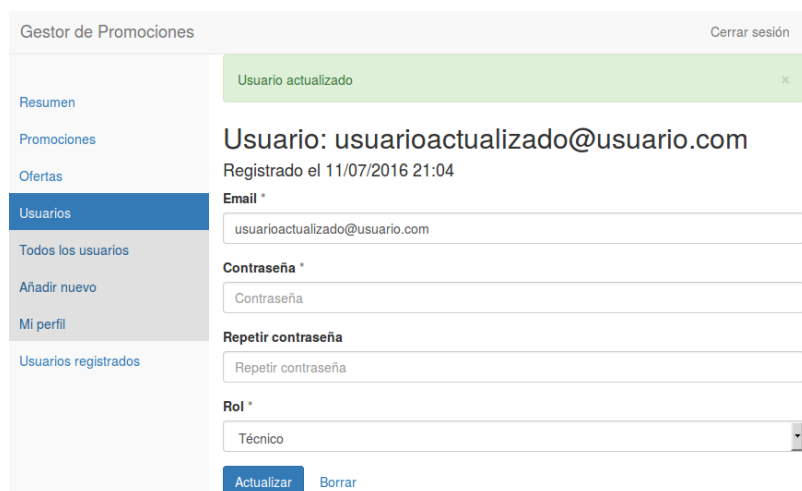 Gestor de Promociones
Cerrar sesión
Resumen
Promociones
Ofertas
Usuarios
Todos los usuarios
Añadir nuevo
Mi perfil
Usuarios registrados
Usuario actualizado ×
Usuario: usuarioactualizado@usuario.com
Registrado el 11/07/2016 21:04
Email *
usuarioactualizado@usuario.com
Contraseña *
Contraseña
Repetir contraseña
Repetir contraseña
Rol *
Técnico
Actualizar Borrar